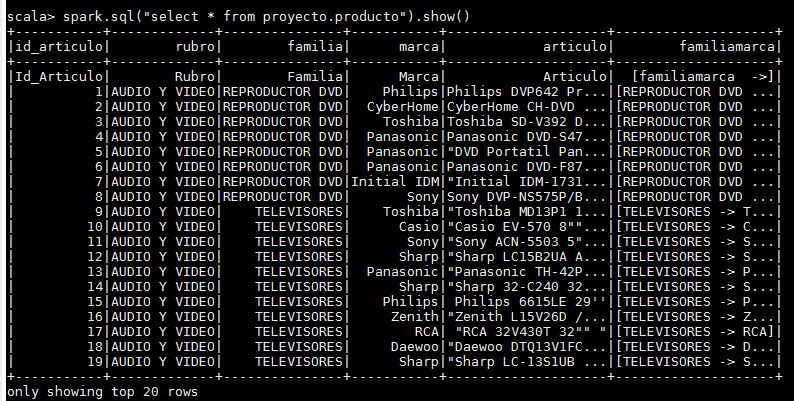 scala> spark.sql("select * from proyecto.producto").show()
+-----------+-------------+---------------+-----------+--------------------+--------------------+
|id_articulo|        rubro|        familia|      marca|            articulo|        familiamarca|
+-----------+-------------+---------------+-----------+--------------------+--------------------+
|Id_Articulo|        Rubro|        Familia|      Marca|            Articulo|  [familiamarca  ->]|
|          1|AUDIO Y VIDEO|REPRODUCTOR DVD|    Philips|Philips DVP642 Pr...|[REPRODUCTOR DVD ...|
|          2|AUDIO Y VIDEO|REPRODUCTOR DVD|  CyberHome|CyberHome CH-DVD ...|[REPRODUCTOR DVD ...|
|          3|AUDIO Y VIDEO|REPRODUCTOR DVD|    Toshiba|Toshiba SD-V392 D...|[REPRODUCTOR DVD ...|
|          4|AUDIO Y VIDEO|REPRODUCTOR DVD|  Panasonic|Panasonic DVD-S47...|[REPRODUCTOR DVD ...|
|          5|AUDIO Y VIDEO|REPRODUCTOR DVD|  Panasonic|"DVD Portatil Pan...|[REPRODUCTOR DVD ...|
|          6|AUDIO Y VIDEO|REPRODUCTOR DVD|  Panasonic|Panasonic DVD-F87...|[REPRODUCTOR DVD ...|
|          7|AUDIO Y VIDEO|REPRODUCTOR DVD|Initial IDM|"Initial IDM-1731...|[REPRODUCTOR DVD ...|
|          8|AUDIO Y VIDEO|REPRODUCTOR DVD|       Sony|Sony DVP-NS575P/B...|[REPRODUCTOR DVD ...|
|          9|AUDIO Y VIDEO|    TELEVISORES|    Toshiba|"Toshiba MD13P1 1...|[TELEVISORES -> T...|
|         10|AUDIO Y VIDEO|    TELEVISORES|      Casio|"Casio EV-570 8""...|[TELEVISORES -> C...|
|         11|AUDIO Y VIDEO|    TELEVISORES|       Sony|"Sony ACN-5503 5"...|[TELEVISORES -> S...|
|         12|AUDIO Y VIDEO|    TELEVISORES|      Sharp|"Sharp LC15B2UA A...|[TELEVISORES -> S...|
|         13|AUDIO Y VIDEO|    TELEVISORES|  Panasonic|"Panasonic TH-42P...|[TELEVISORES -> P...|
|         14|AUDIO Y VIDEO|    TELEVISORES|      Sharp|"Sharp 32-C240 32...|[TELEVISORES -> S...|
|         15|AUDIO Y VIDEO|    TELEVISORES|    Philips| Philips 6615LE 29''|[TELEVISORES -> P...|
|         16|AUDIO Y VIDEO|    TELEVISORES|     Zenith|"Zenith L15V26D /...|[TELEVISORES -> Z...|
|         17|AUDIO Y VIDEO|    TELEVISORES|        RCA| "RCA 32V430T 32"" "|[TELEVISORES -> RCA]|
|         18|AUDIO Y VIDEO|    TELEVISORES|     Daewoo|"Daewoo DTQ13V1FC...|[TELEVISORES -> D...|
|         19|AUDIO Y VIDEO|    TELEVISORES|      Sharp|"Sharp LC-13S1UB ...|[TELEVISORES -> S...|
+-----------+-------------+---------------+-----------+--------------------+--------------------+
only showing top 20 rows